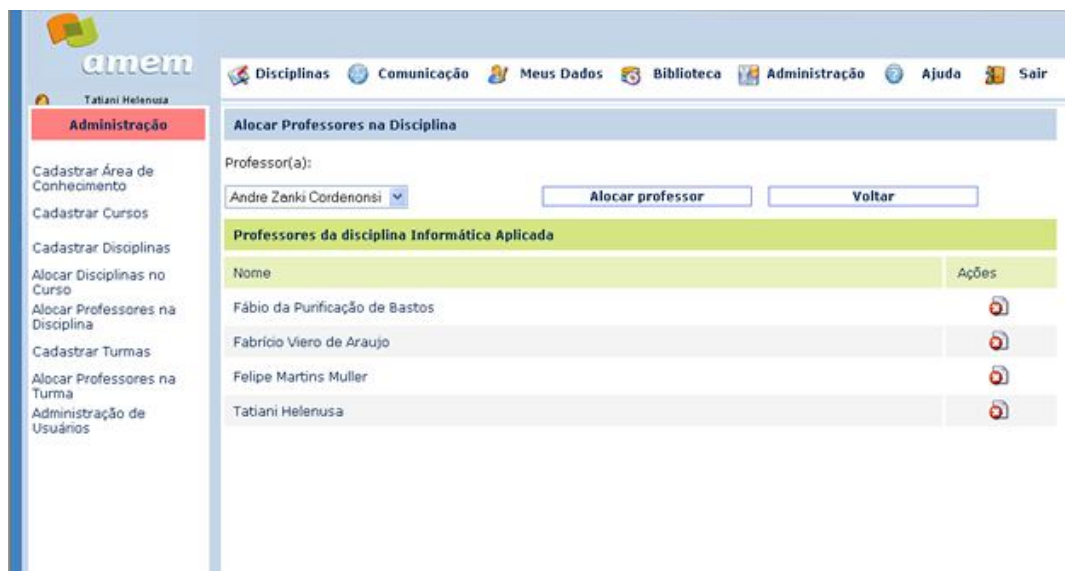 amem
Disciplinas Comunicação Meus Dados Biblioteca Administração Ajuda Sair
Tatiani Helenusa
Administração
Cadastrar Área de
Conhecimento
Cadastrar Cursos
Cadastrar Disciplinas
Alocar Disciplinas no
Curso
Alocar Professores na
Disciplina
Cadastrar Turmas
Alocar Professores na
Turma
Administração de
Usuários
Alocar Professores na Disciplina
Professor(a):
Andre Zanki Cordenonsi Alocar professor Voltar
Professores da disciplina Informática Aplicada
Nome Ações
Fábio da Purificação de Bastos
Fabrício Viero de Araujo
Felipe Martins Muller
Tatiani Helenusa